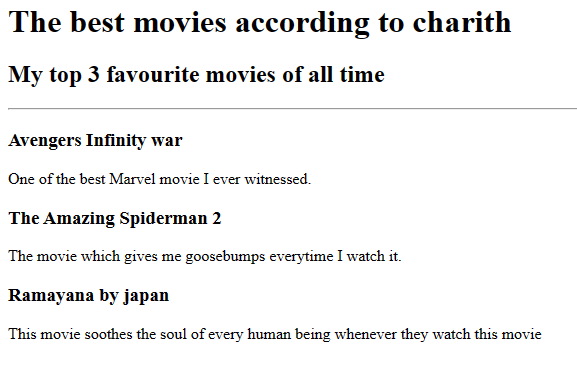 The best movies according to charith
My top 3 favourite movies of all time
Avengers Infinity war
One of the best Marvel movie I ever witnessed.
The Amazing Spiderman 2
The movie which gives me goosebumps everytime I watch it.
Ramayana by japan
This movie soothes the soul of every human being whenever they watch this movie